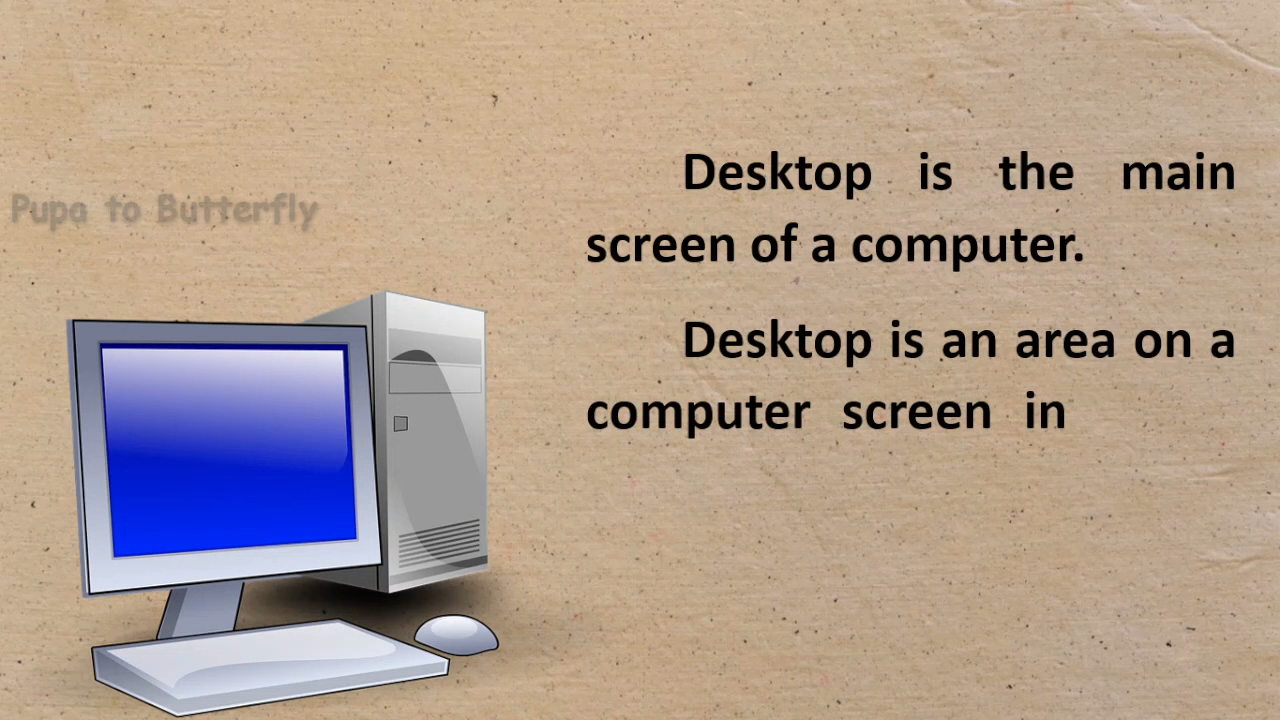 Pupa to Butterfly
Desktop is the main
screen of a computer.
Desktop is an area on a
computer screen in